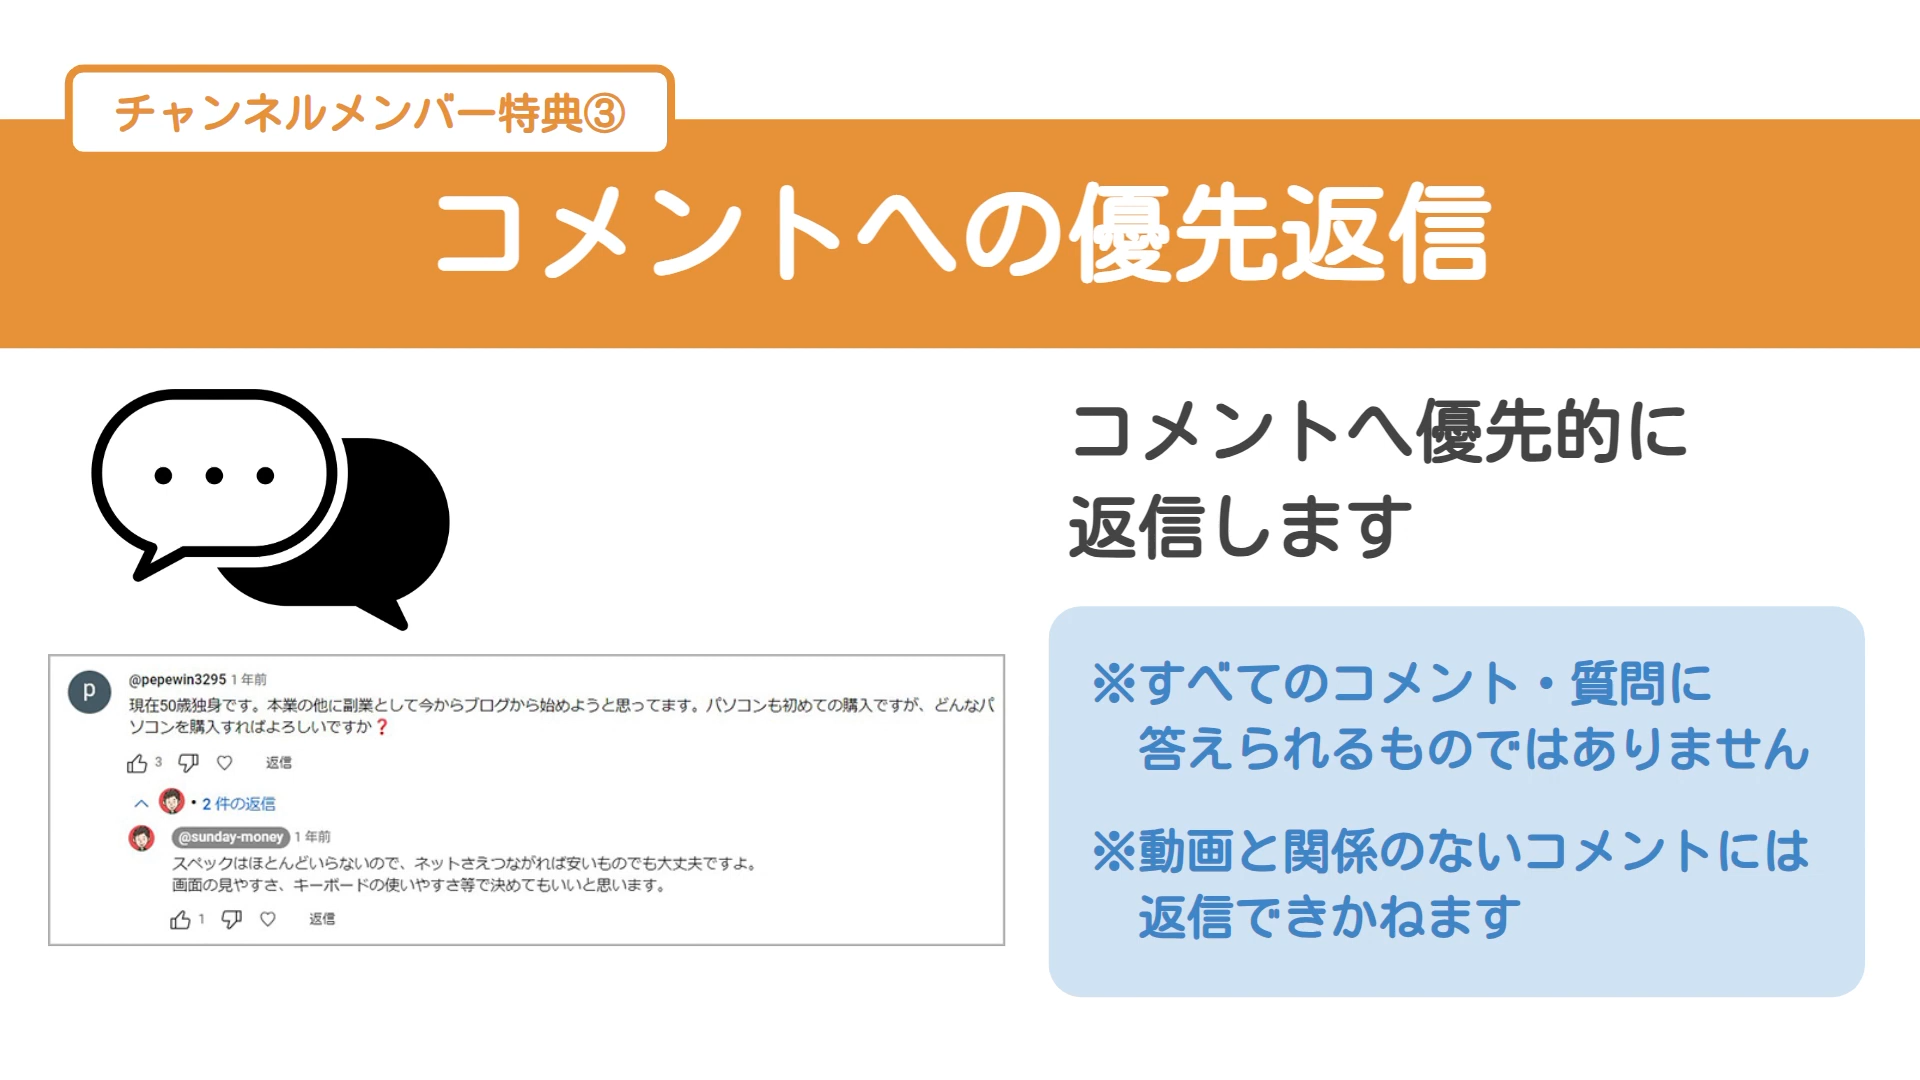 チャンネルメンバー特典③
コメントへの優先返信
コメントへ優先的に
返信します
@pepewin3295 1 年前
現在50歳独身です。本業の他に副業として今からブログから始めようと思ってます。パソコンも初めての購入ですが、どんなパ
ソコンを購入すればよろしいですか❓
3 返信
・2 件の返信
@sunday-money 1 年前
スペックはほとんどいらないので、ネットさえつながれば安いものでも大丈夫ですよ。
画面の見やすさ、キーボードの使いやすさ等で決めてもいいと思います。
1 返信
※すべてのコメント・質問に
答えられるものではありません
※動画と関係のないコメントには
返信できかねます
p